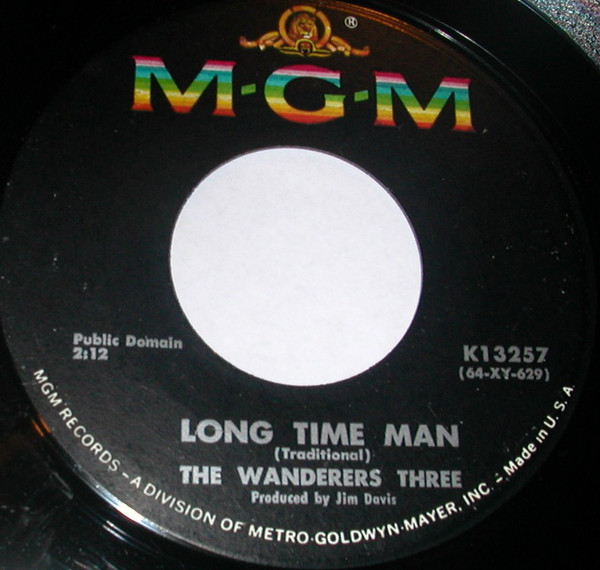 ®
M·G·M
Public Domain
2:12
K13257
(64-XY-629)
LONG TIME MAN
(Traditional)
THE WANDERERS THREE
Produced by Jim Davis
MGM RECORDS – A DIVISION OF METRO-GOLDWYN-MAYER, INC. – Made in U. S. A.